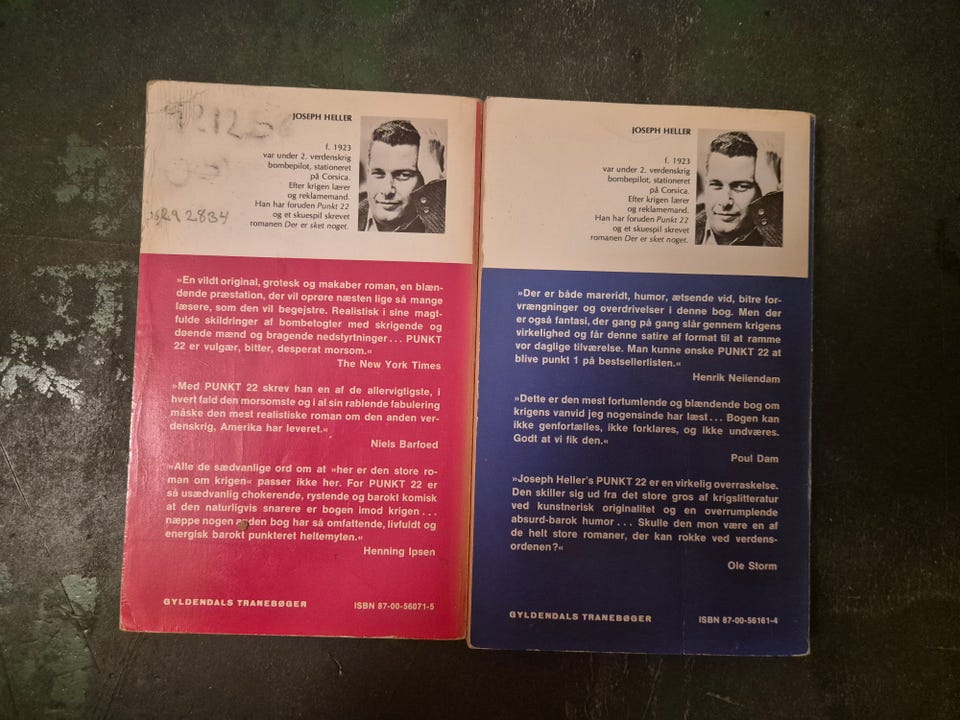 JOSEPH HELLER
f. 1923
var under 2. verdenskrig
bombepilot, stationeret
på Corsica.
Efter krigen lærer
og reklamemand.
Han har foruden Punkt 22
og et skuespil skrevet
romanen Der er sket noget.
»En vildt original, grotesk og makaber roman, en blæn-
dende præstation, der vil oprøre næsten lige så mange
læsere, som den vil begejstre. Realistisk i sine magt-
fulde skildringer af bombetogter med skrigende og
døende mænd og bragende nedstyrtninger... PUNKT
22 er vulgær, bitter, desperat morsom.«
The New York Times
»Med PUNKT 22 skrev han en af de allervigtigste, i
hvert fald den morsomste og i al sin rablende fabulering
måske den mest realistiske roman om den anden ver-
denskrig, Amerika har leveret.«
Niels Barfoed
»Alle de sædvanlige ord om at »her er den store ro-
man om krigen« passer ikke her. For PUNKT 22 er
så usædvanlig chokerende, rystende og barokt komisk
at den naturligvis snarere er bogen imod krigen...
næppe nogen anden bog har så omfattende, livfuldt og
energisk barokt punkteret heltemyten.«
Henning Ipsen
GYLDENDALS TRANEBØGER
ISBN 87-00-56071-5
JOSEPH HELLER
f. 1923
var under 2. verdenskrig
bombepilot, stationeret
på Corsica.
Efter krigen lærer
og reklamemand.
Han har foruden Punkt 22
og et skuespil skrevet
romanen Der er sket noget.
»Der er både mareridt, humor, ætsende vid, bitre for-
vrængninger og overdrivelser i denne bog. Men der
er også fantasi, der gang på gang slår gennem krigens
virkelighed og får denne satire af format til at ramme
vor daglige tilværelse. Man kunne ønske PUNKT 22 at
blive punkt 1 på bestsellerlisten.«
Henrik Neiiendam
»Dette er den mest fortumlende og blændende bog om
krigens vanvid jeg nogensinde har læst... Bogen kan
ikke genfortælles, ikke forklares, og ikke undværes.
Godt at vi fik den.«
Poul Dam
»Joseph Heller's PUNKT 22 er en virkelig overraskelse.
Den skiller sig ud fra det store gros af krigslitteratur
ved kunstnerisk originalitet og en overrumplende
absurd-barok humor... Skulle den mon være en af
de helt store romaner, der kan rokke ved verdens-
ordenen?«
Ole Storm
GYLDENDALS TRANEBØGER
ISBN 87-00-56161-4